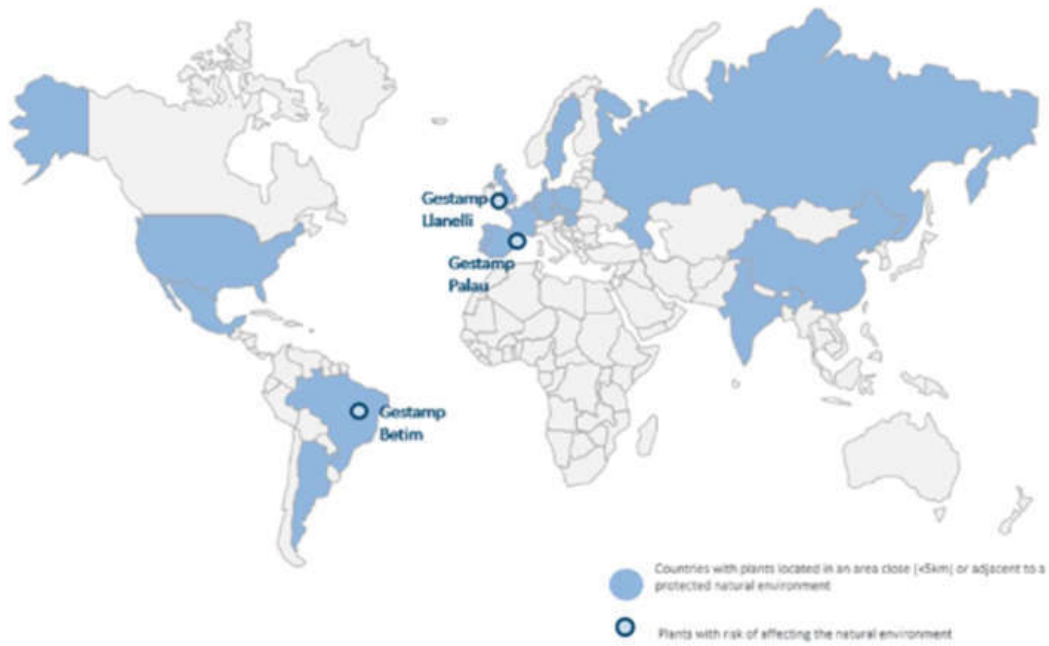 Gestamp
Llanelli
Gestamp
Palau
Gestamp
Betim
Countries with plants located in an area close (<5km) or adjacent to a
protected natural environment
Plants with risk of affecting the natural environment